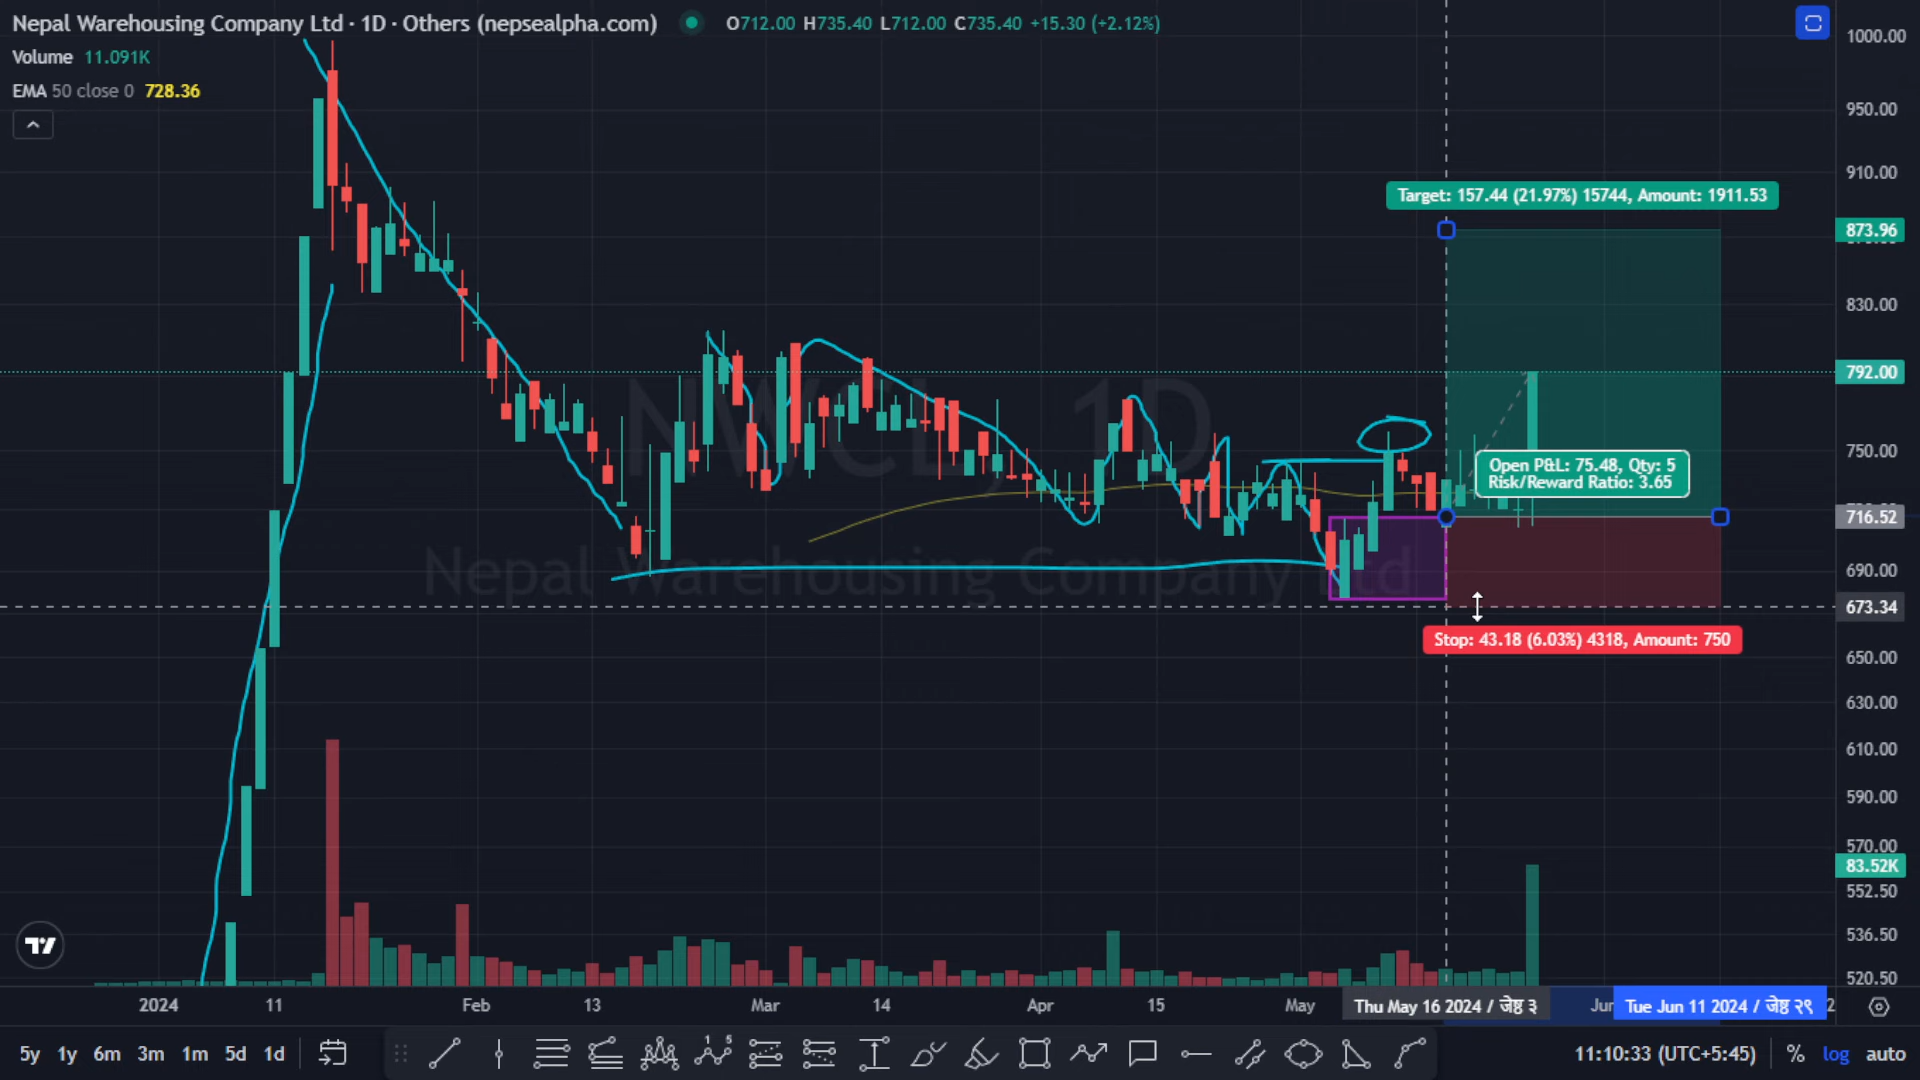 Nepal Warehousing Company Ltd · 1D · Others (nepsealpha.com) O712.00 H735.40 L712.00 C735.40 +15.30 (+2.12%)
Volume 11.091K
EMA 50 close 0 728.36
1000.00
950.00
910.00
Target: 157.44 (21.97%) 15744, Amount: 1911.53
873.96
830.00
792.00
NWCL, 1D
750.00
Open P&L: 75.48, Qty: 5
Risk/Reward Ratio: 3.65
716.52
Nepal Warehousing Company Ltd
690.00
673.34
Stop: 43.18 (6.03%) 4318, Amount: 750
650.00
630.00
610.00
590.00
570.00
83.52K
552.50
536.50
520.50
2024 11 Feb 13 Mar 14 Apr 15 May Thu May 16 2024 / जेष्ठ ३ Tue Jun 11 2024 / जेष्ठ २९
5y 1y 6m 3m 1m 5d 1d 11:10:33 (UTC+5:45) % log auto